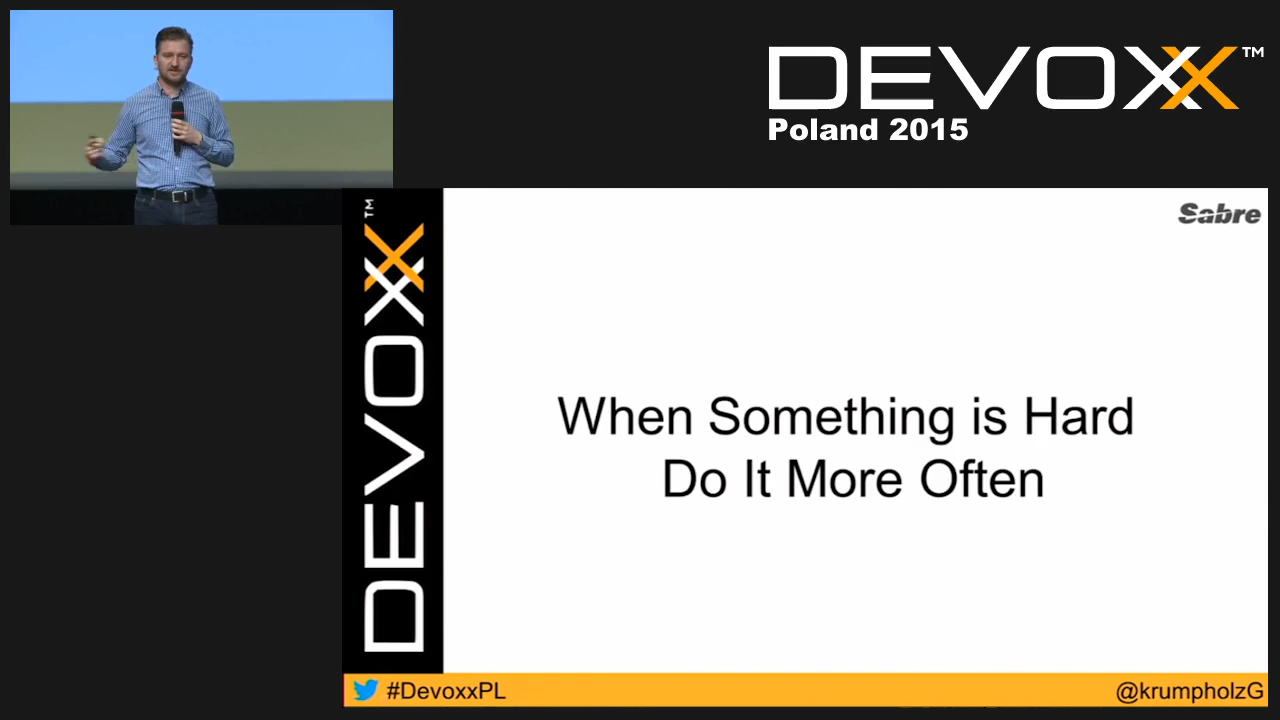 DEVOXX™
Poland 2015
DEVOXX™
Sabre
When Something is Hard
Do It More Often
#DevoxxPL
@krumpholzG